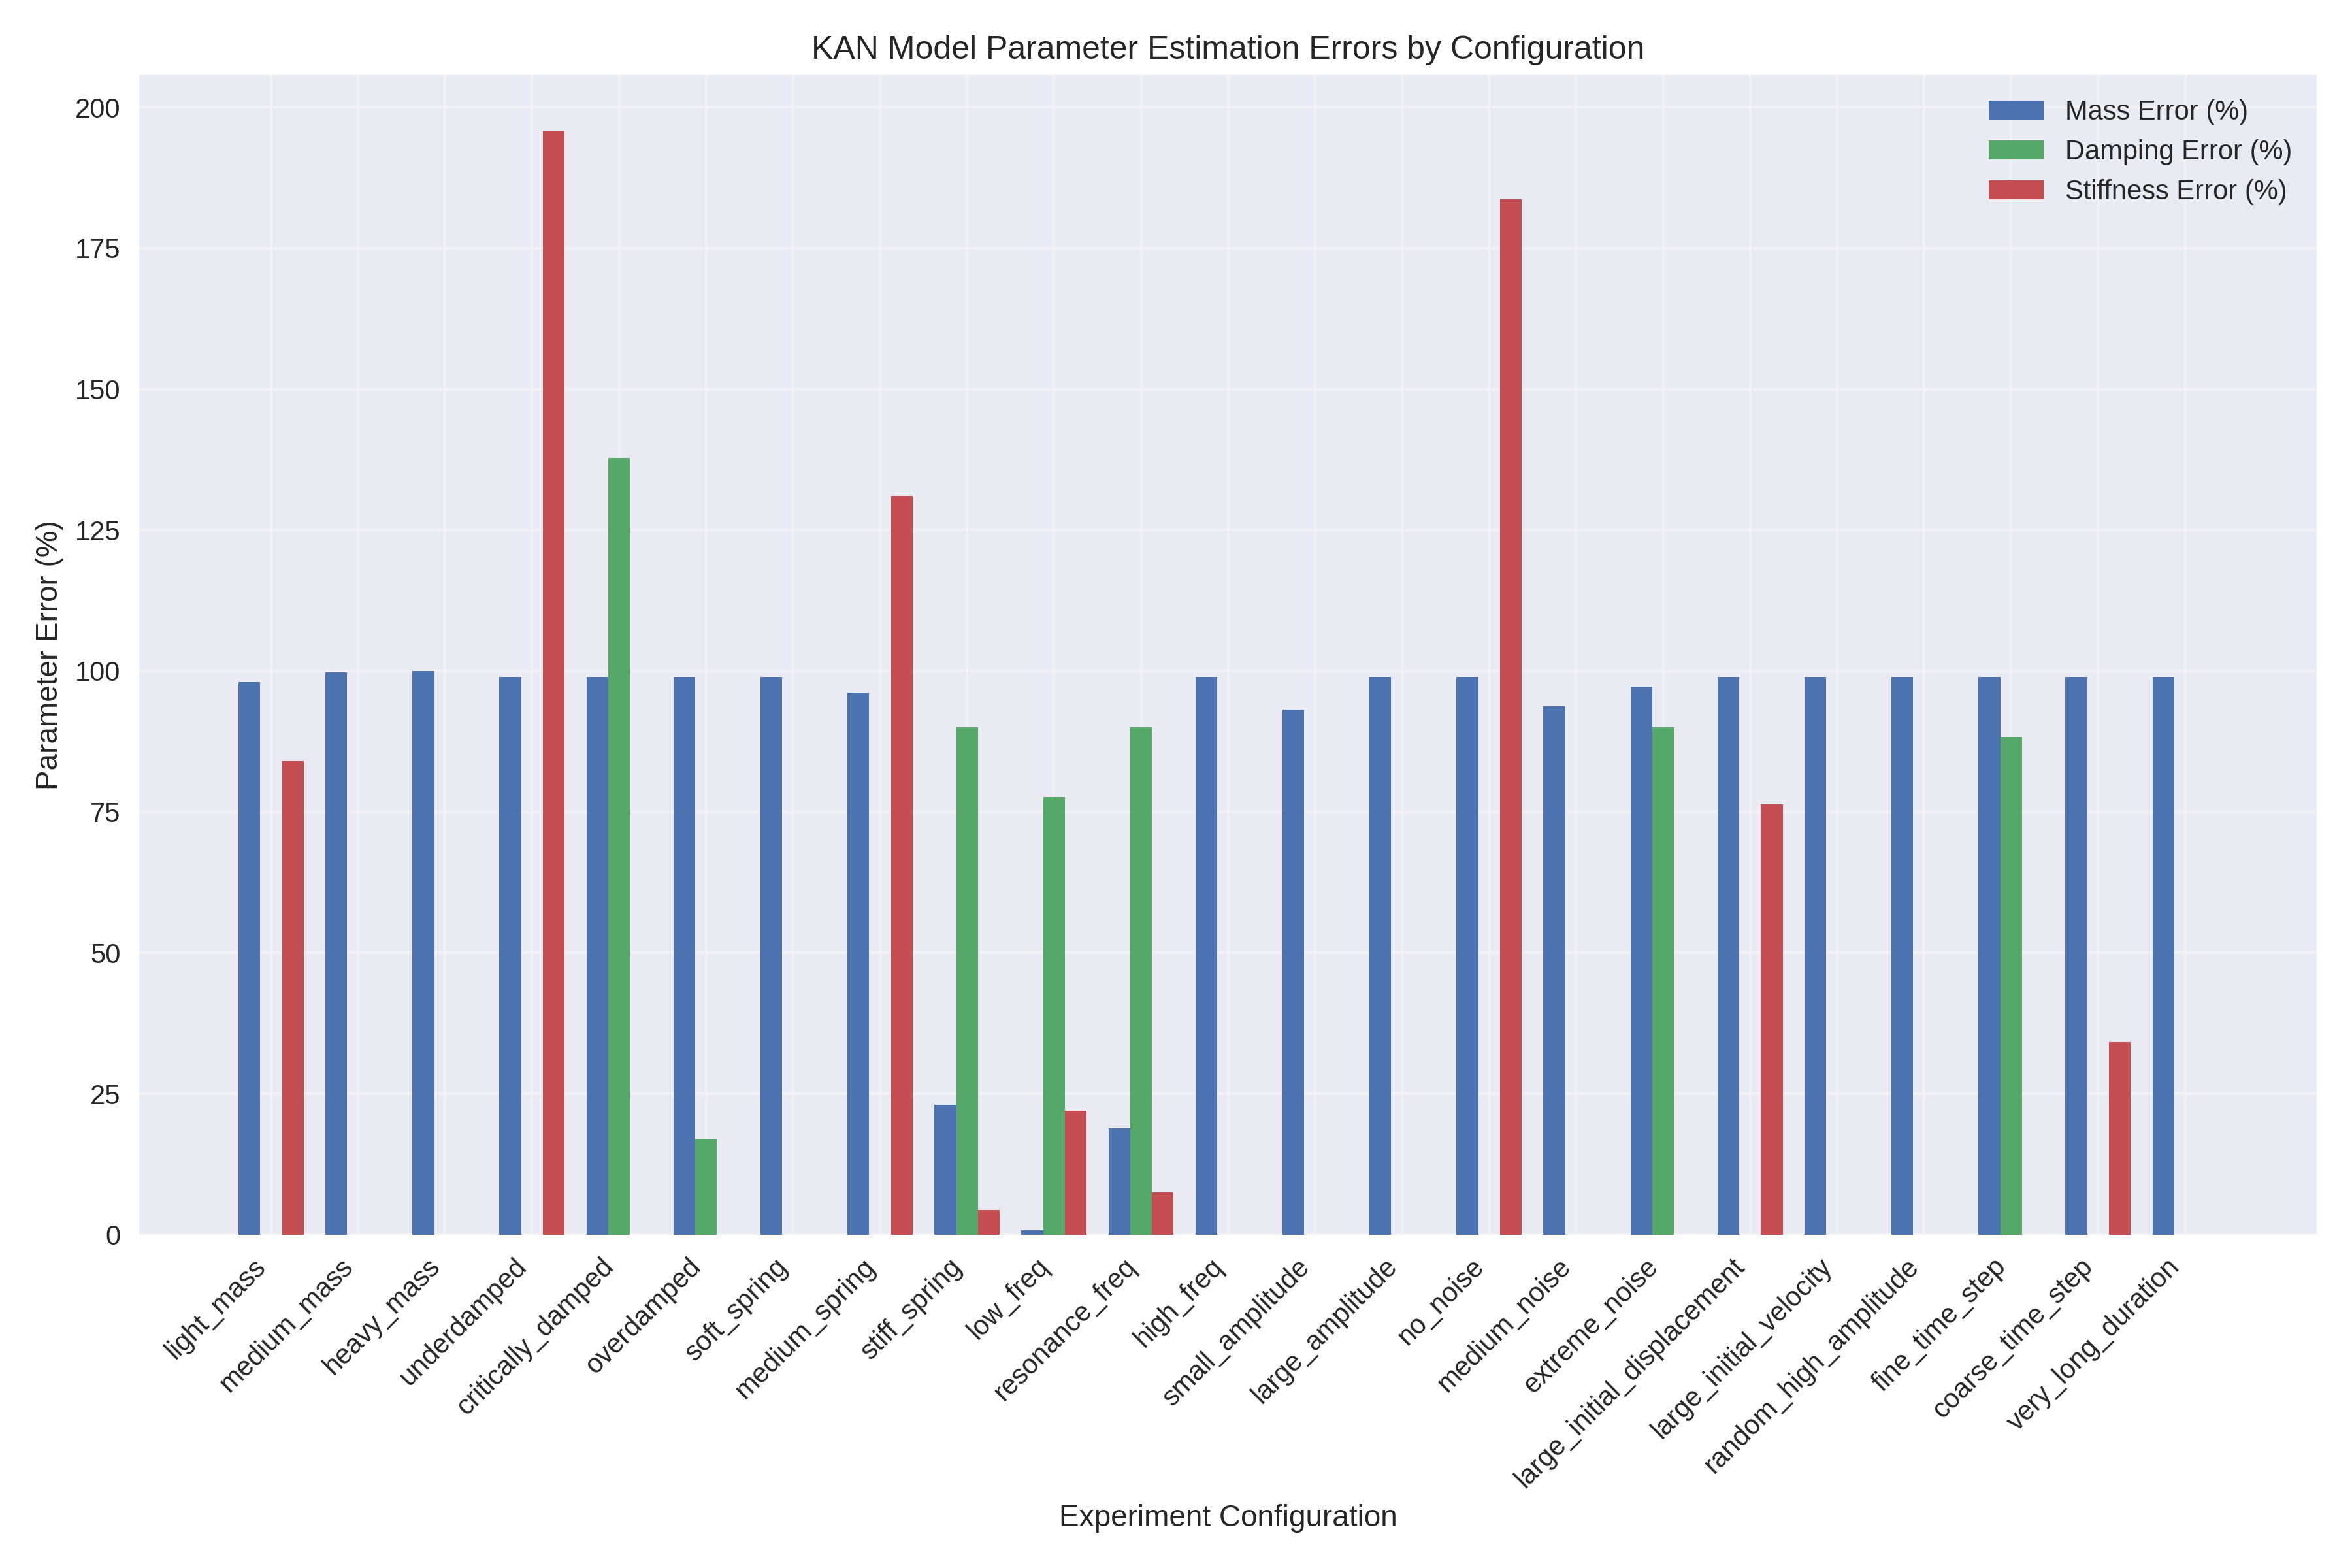 KAN Model Parameter Estimation Errors by Configuration
Mass Error (%)
Damping Error (%)
Stiffness Error (%)
Parameter Error (%)
200
175
150
125
100
75
50
25
0
light_mass
medium_mass
heavy_mass
underdamped
critically_damped
overdamped
soft_spring
medium_spring
stiff_spring
low_freq
resonance_freq
high_freq
small_amplitude
large_amplitude
no_noise
medium_noise
extreme_noise
large_initial_displacement
large_initial_velocity
random_high_amplitude
fine_time_step
coarse_time_step
very_long_duration
Experiment Configuration